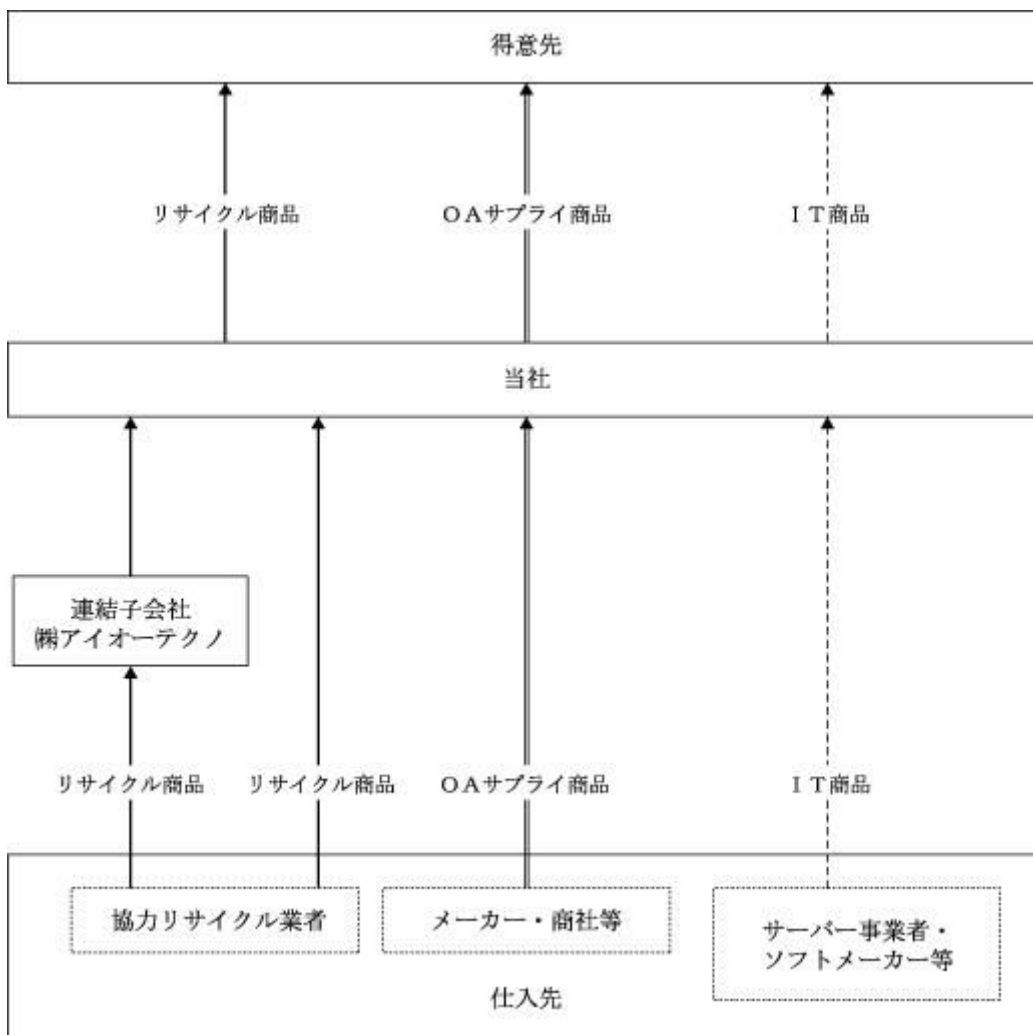 得意先
リサイクル商品
ＯＡサプライ商品
ＩＴ商品
当社
連結子会社
㈱アイオーテクノ
リサイクル商品
リサイクル商品
ＯＡサプライ商品
ＩＴ商品
協力リサイクル業者
メーカー・商社等
サーバー事業者・
ソフトメーカー等
仕入先